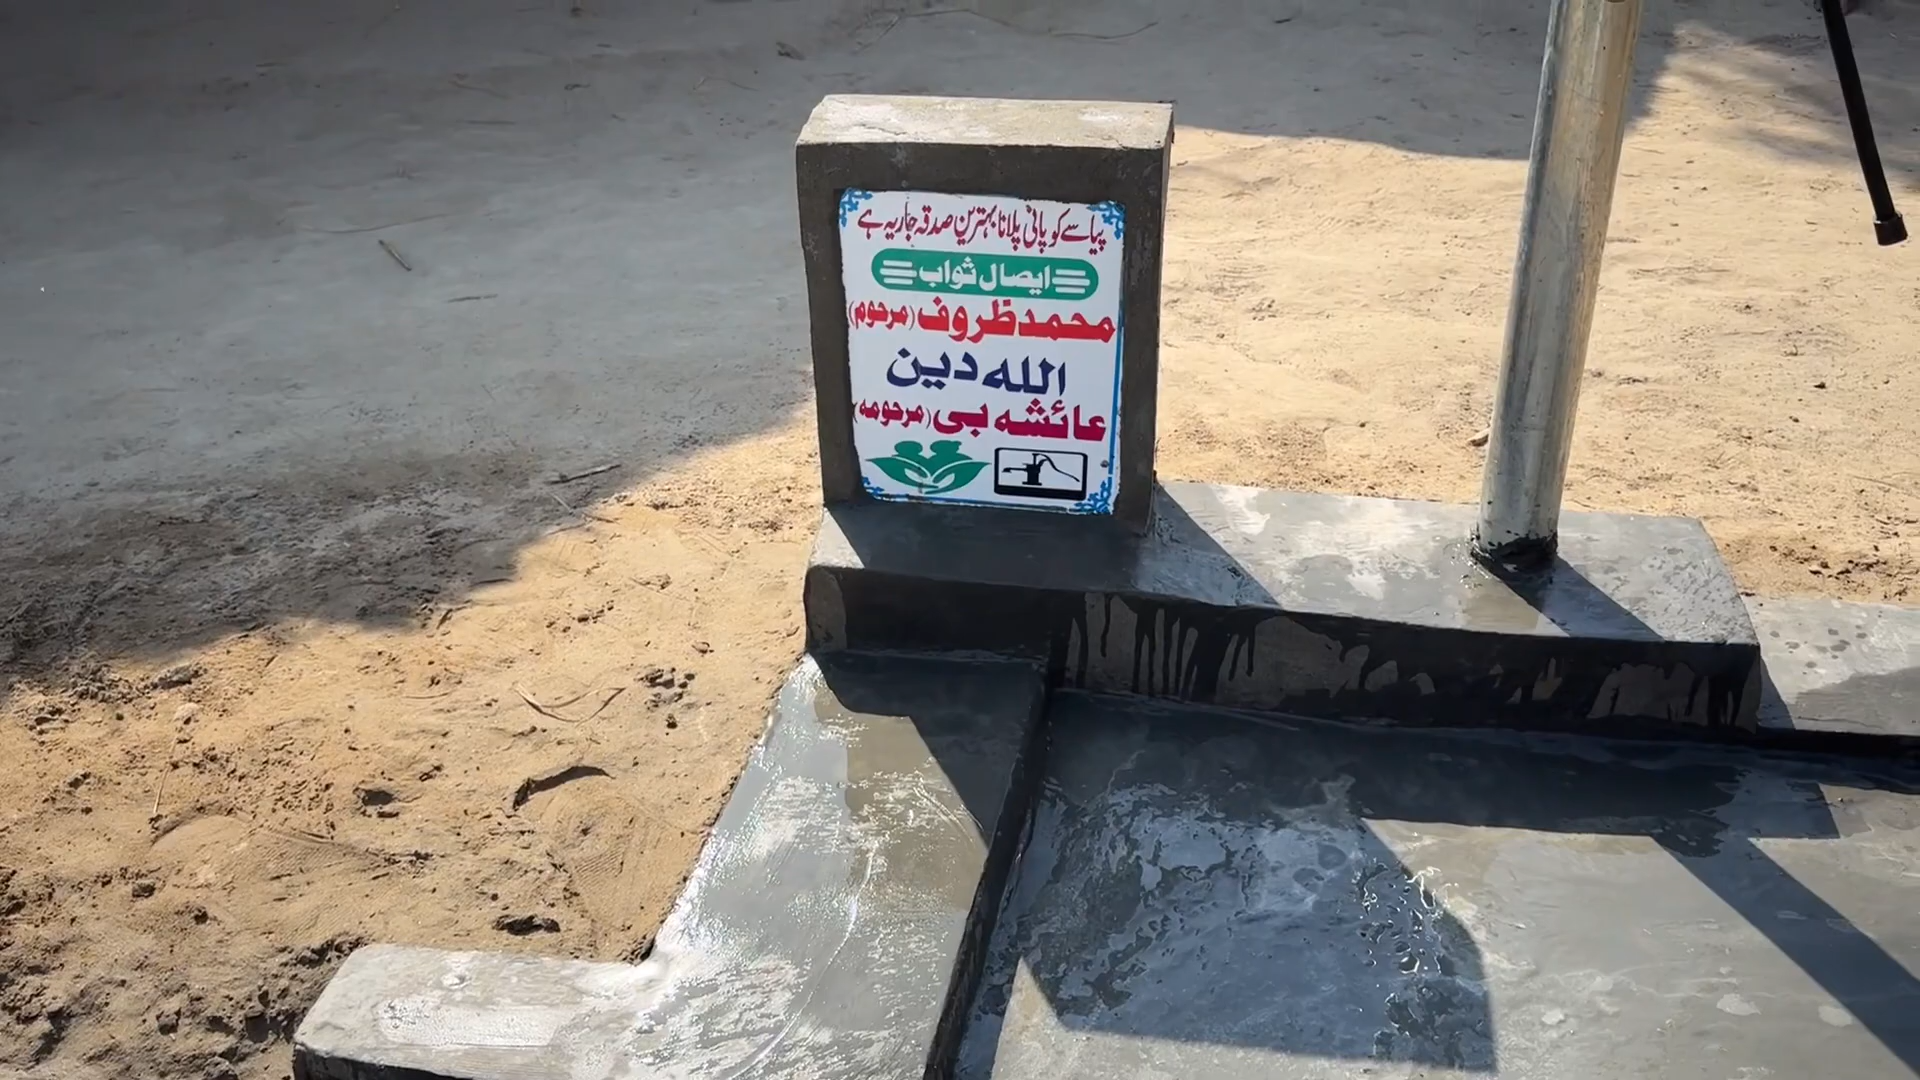 پیاسے کو پانی پلانا بہترین صدقہ جاریہ ہے
ایصال ثواب
محمد ظروف (مرحوم)
اللہ دین
عائشہ بی (مرحومہ)